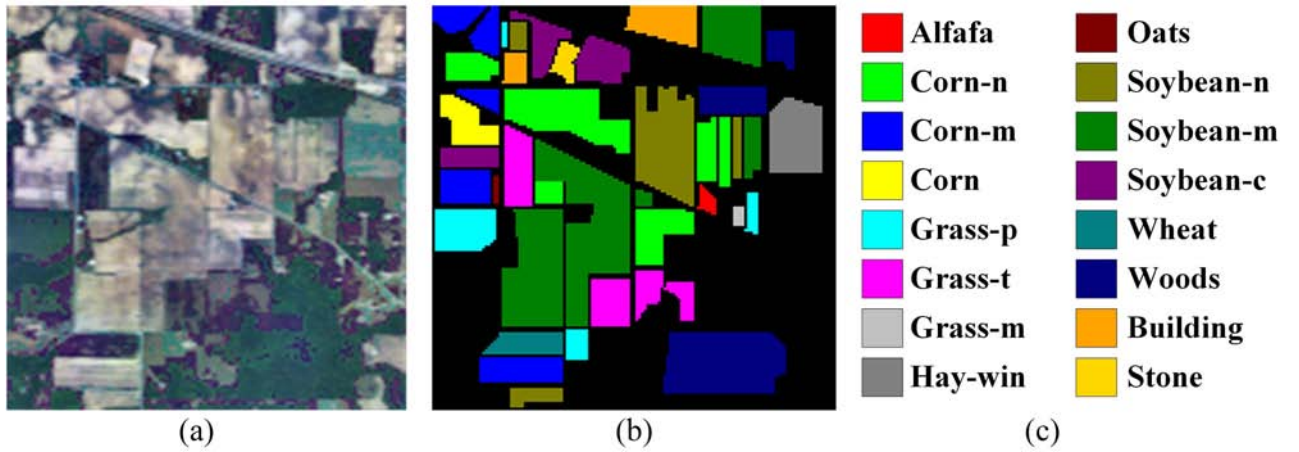 Alfafa
Oats
Corn-n
Soybean-n
Corn-m
Soybean-m
Corn
Soybean-c
Grass-p
Wheat
Grass-t
Woods
Grass-m
Building
Hay-win
Stone
(a)
(b)
(c)